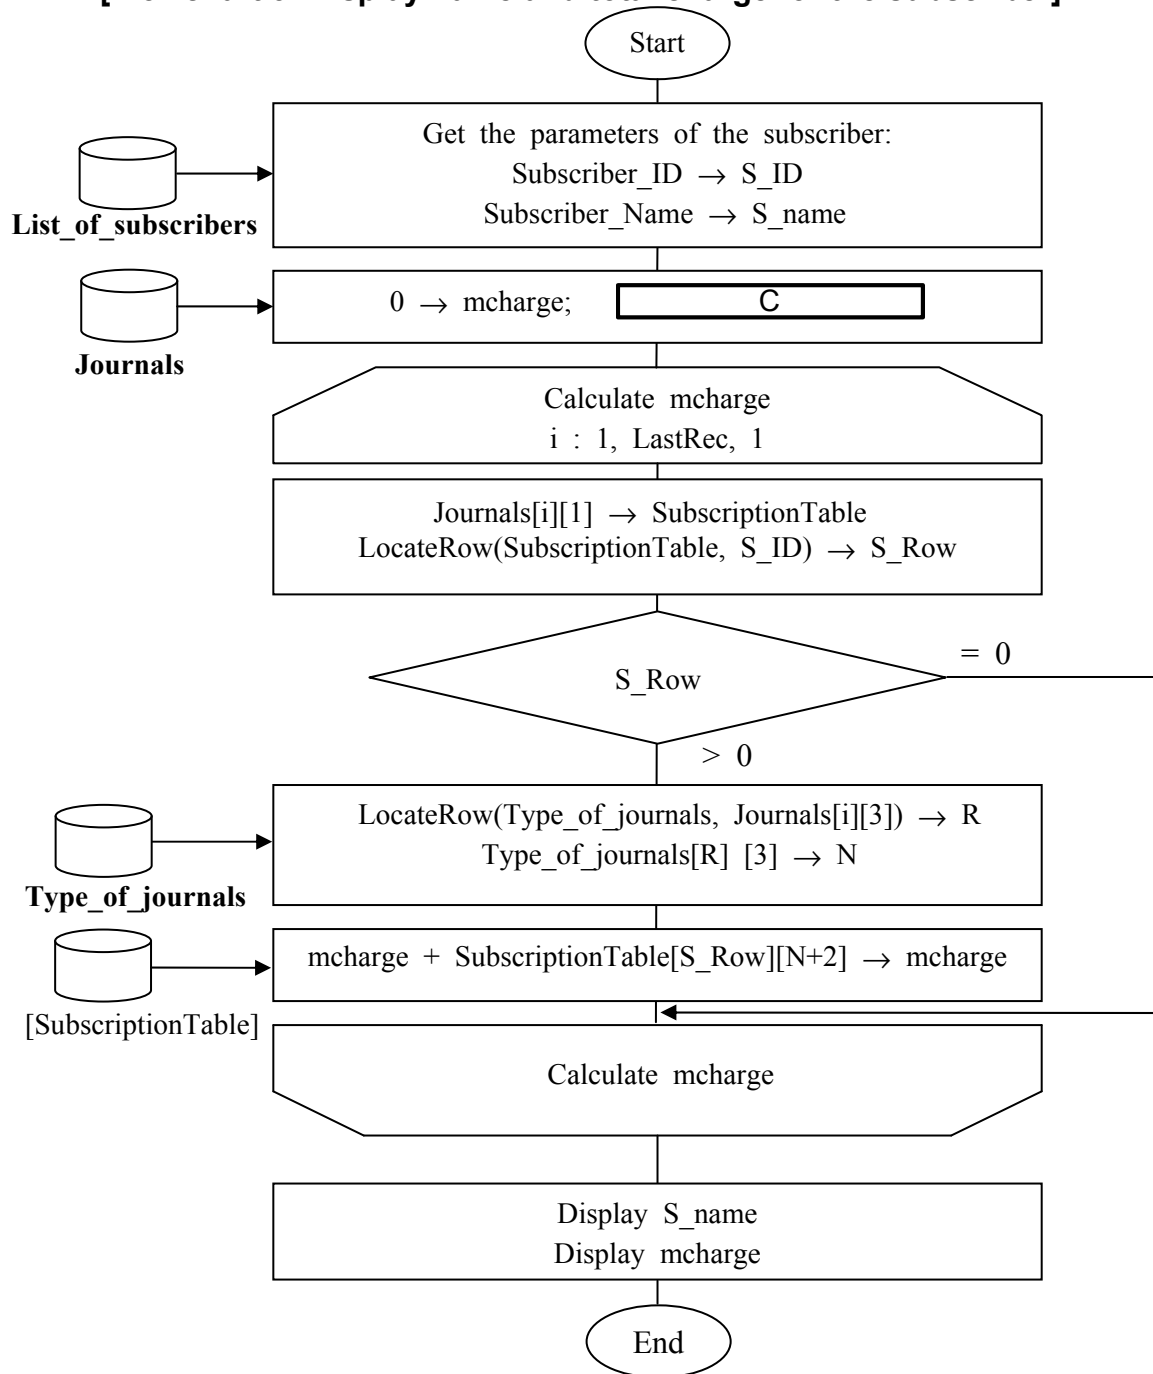 Start
Get the parameters of the subscriber:
Subscriber_ID → S_ID
Subscriber_Name → S_name
List_of_subscribers
0 → mcharge;
C
Journals
Calculate mcharge
i : 1, LastRec, 1
Journals[i][1] → SubscriptionTable
LocateRow(SubscriptionTable, S_ID) → S_Row
S_Row
= 0
> 0
LocateRow(Type_of_journals, Journals[i][3]) → R
Type_of_journals[R] [3] → N
Type_of_journals
mcharge + SubscriptionTable[S_Row][N+2] → mcharge
[SubscriptionTable]
Calculate mcharge
Display S_name
Display mcharge
End